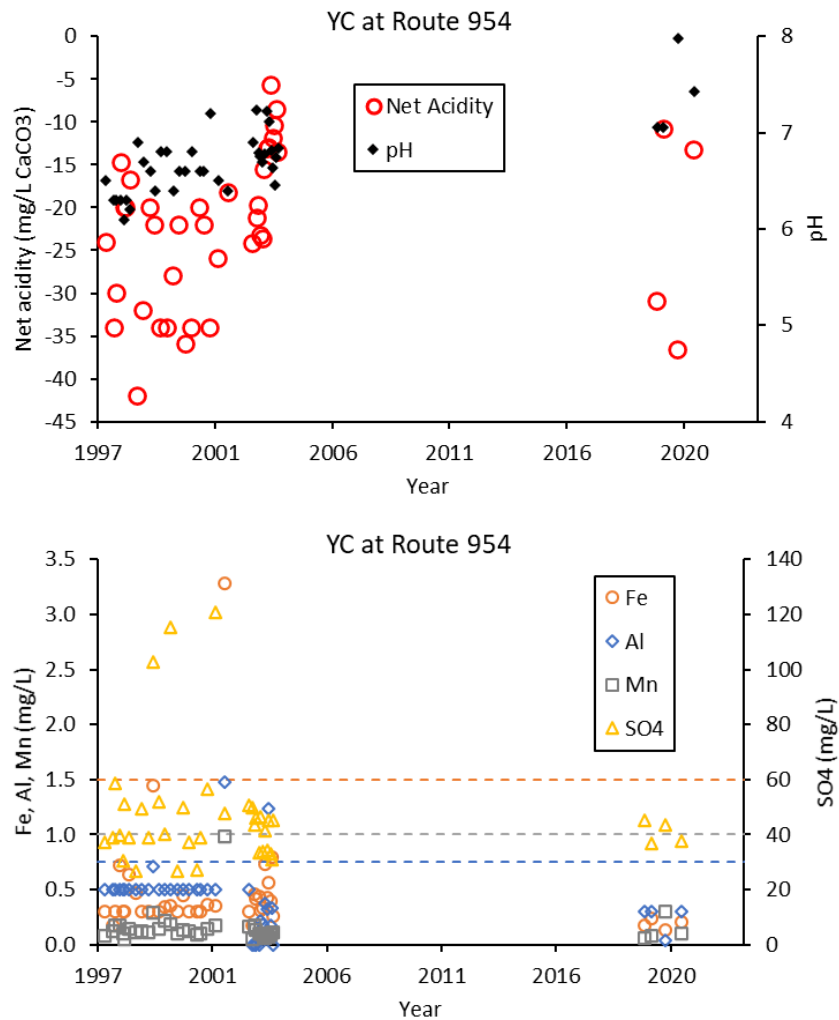 YC at Route 954
0
-5
-10
-15
-20
-25
-30
-35
-40
-45
Net acidity (mg/L CaCO3)
Net Acidity
pH
8
7
6
5
4
pH
1997 2001 2006 2011 2016 2020
Year
YC at Route 954
3.5
3.0
2.5
2.0
1.5
1.0
0.5
0.0
Fe, Al, Mn (mg/L)
Fe
Al
Mn
SO4
140
120
100
80
60
40
20
0
SO4 (mg/L)
1997 2001 2006 2011 2016 2020
Year